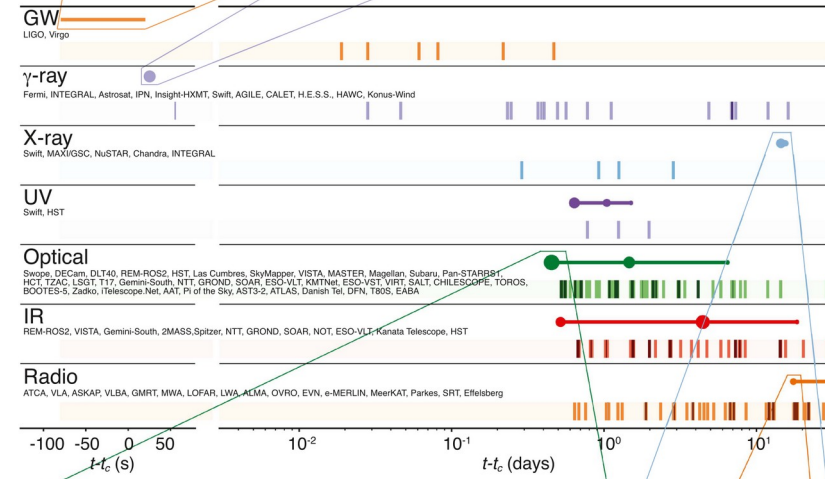 GW
LIGO, Virgo
γ-ray
Fermi, INTEGRAL, Astrosat, IPN, Insight-HXMT, Swift, AGILE, CALET, H.E.S.S., HAWC, Konus-Wind
X-ray
Swift, MAXI/GSC, NuSTAR, Chandra, INTEGRAL
UV
Swift, HST
Optical
Swope, DECam, DLT40, REM-ROS2, HST, Las Cumbres, SkyMapper, VISTA, MASTER, Magellan, Subaru, Pan-STARRS1,
HCT, TZAC, LSGT, T17, Gemini-South, NTT, GROND, SOAR, ESO-VLT, KMTNet, ESO-VST, VIRT, SALT, CHILESCOPE, TOROS,
BOOTES-5, Zadko, iTelescope.Net, AAT, Pi of the Sky, AST3-2, ATLAS, Danish Tel, DFN, T80S, EABA
IR
REM-ROS2, VISTA, Gemini-South, 2MASS,Spitzer, NTT, GROND, SOAR, NOT, ESO-VLT, Kanata Telescope, HST
Radio
ATCA, VLA, ASKAP, VLBA, GMRT, MWA, LOFAR, LWA, ALMA, OVRO, EVN, e-MERLIN, MeerKAT, Parkes, SRT, Effelsberg
-100 -50 0 50 10⁻² 10⁻¹ 10⁰ 10¹
t-t_c (s) t-t_c (days)